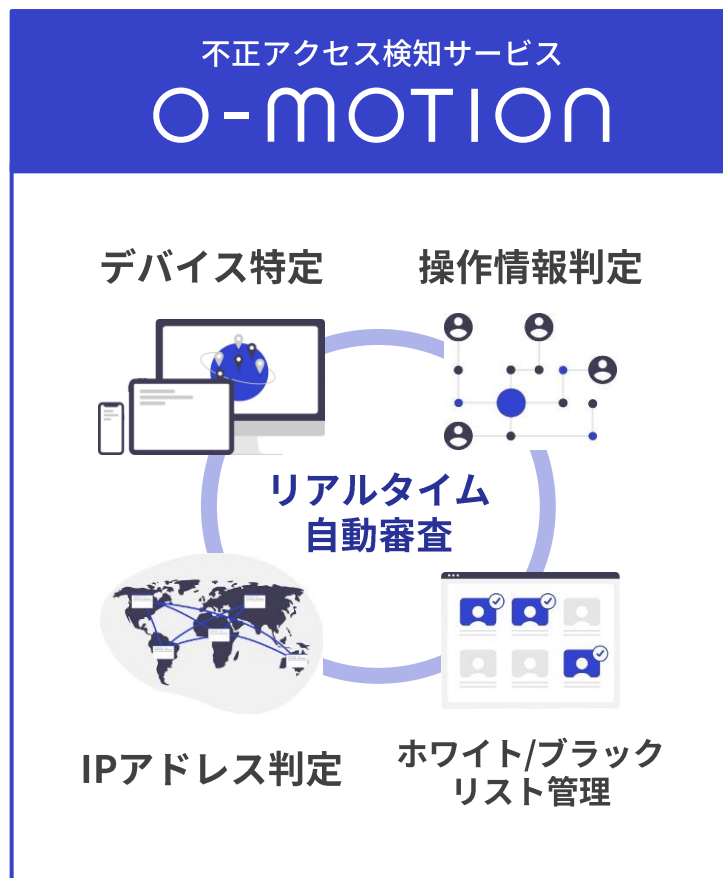 不正アクセス検知サービス
O-MOTION
デバイス特定
操作情報判定
リアルタイム
自動審査
IPアドレス判定
ホワイト/ブラック
リスト管理